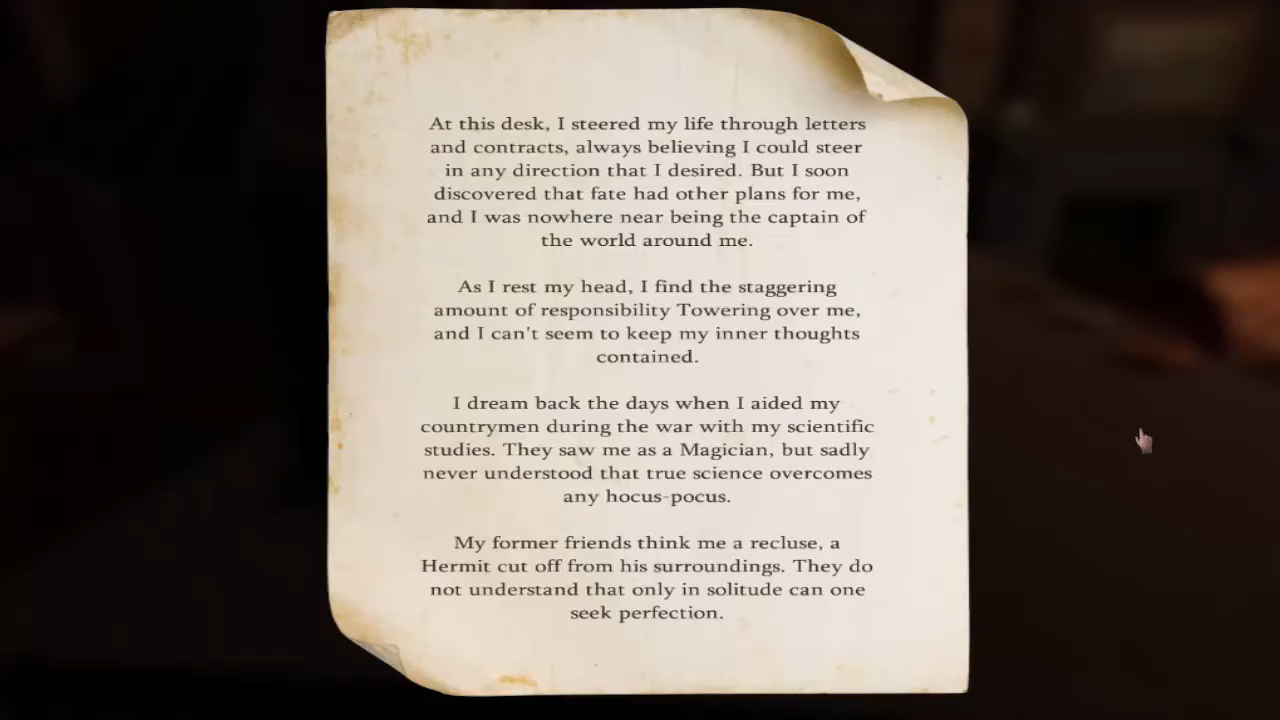 At this desk, I steered my life through letters
and contracts, always believing I could steer
in any direction that I desired. But I soon
discovered that fate had other plans for me,
and I was nowhere near being the captain of
the world around me.
As I rest my head, I find the staggering
amount of responsibility Towering over me,
and I can't seem to keep my inner thoughts
contained.
I dream back the days when I aided my
countrymen during the war with my scientific
studies. They saw me as a Magician, but sadly
never understood that true science overcomes
any hocus-pocus.
My former friends think me a recluse, a
Hermit cut off from his surroundings. They do
not understand that only in solitude can one
seek perfection.